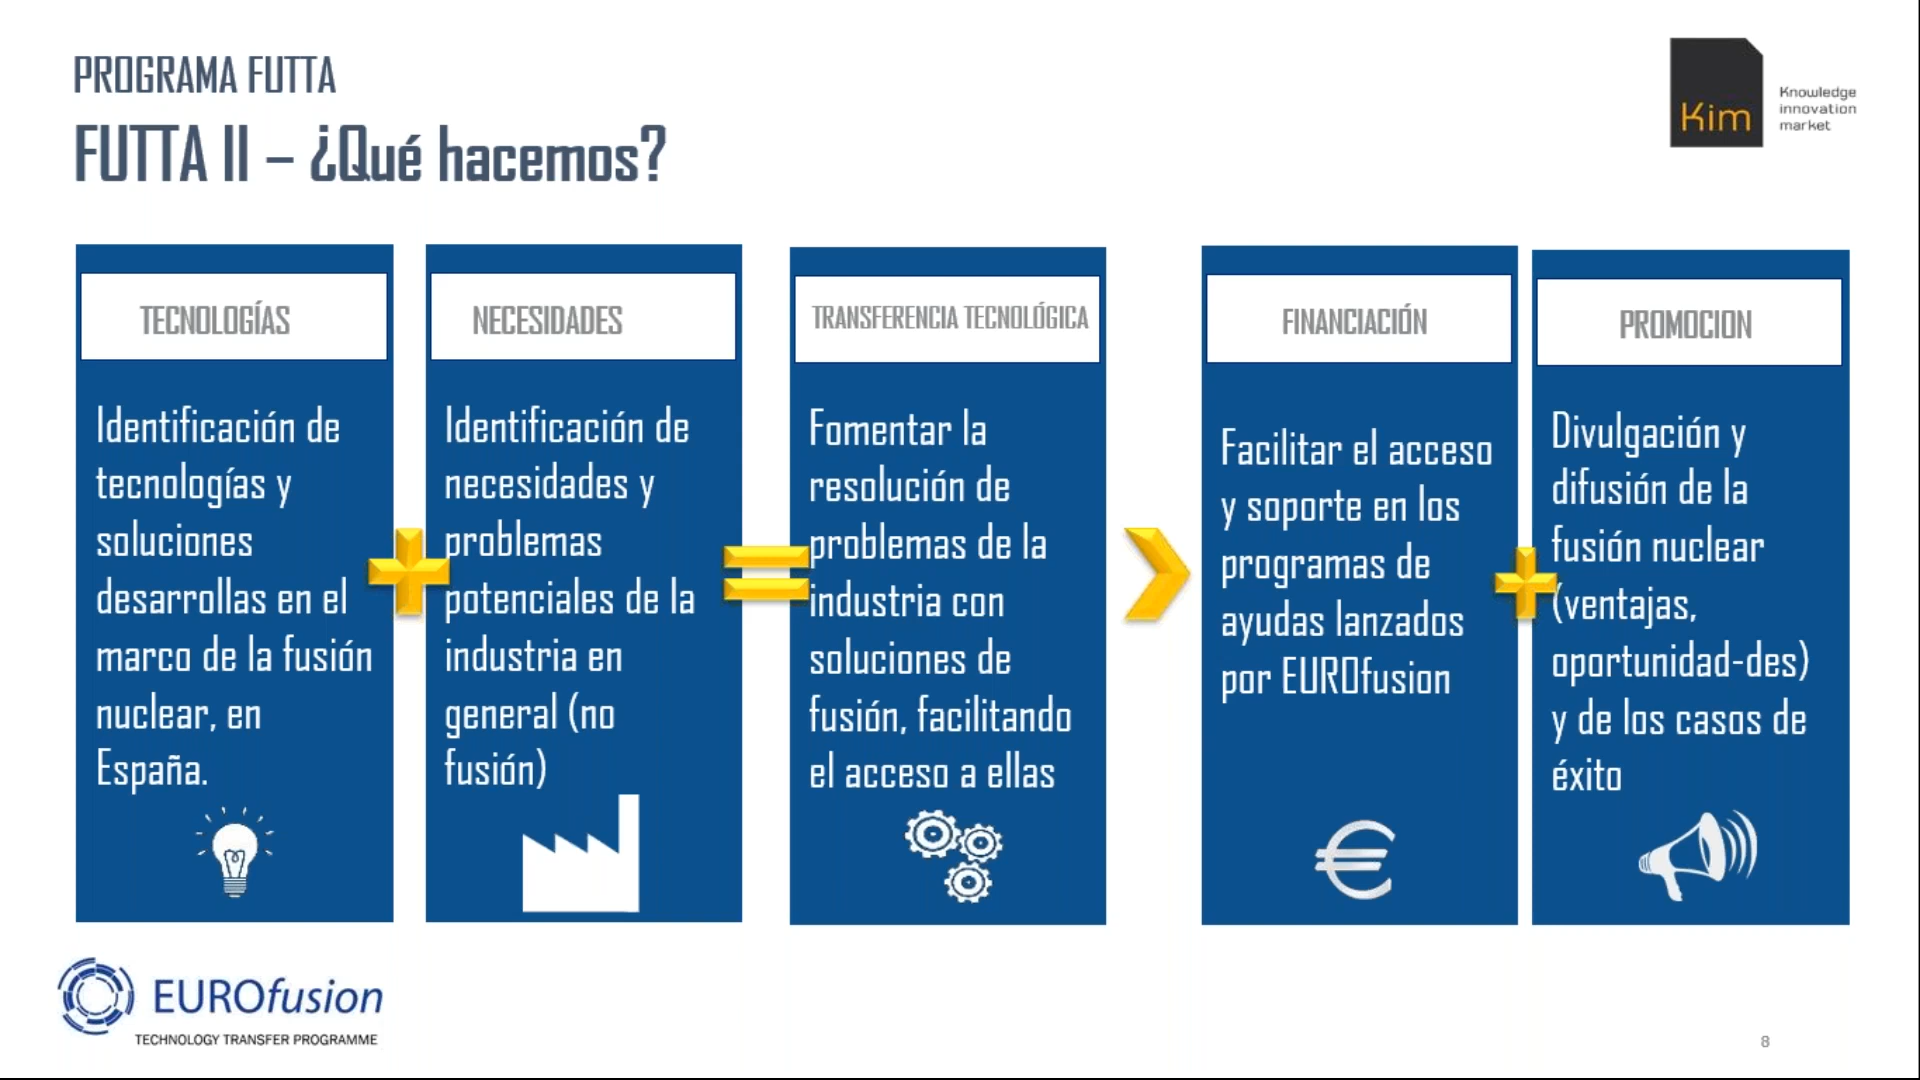 PROGRAMA FUTTA
FUTTA II – ¿Qué hacemos?
Kim
Knowledge
innovation
market
TECNOLOGÍAS
Identificación de
tecnologías y
soluciones
desarrollas en el
marco de la fusión
nuclear, en
España.
NECESIDADES
Identificación de
necesidades y
problemas
potenciales de la
industria en
general (no
fusión)
TRANSFERENCIA TECNOLÓGICA
Fomentar la
resolución de
problemas de la
industria con
soluciones de
fusión, facilitando
el acceso a ellas
FINANCIACIÓN
Facilitar el acceso
y soporte en los
programas de
ayudas lanzados
por EUROfusion
PROMOCION
Divulgación y
difusión de la
fusión nuclear
(ventajas,
oportunidad-des)
y de los casos de
éxito
EUROfusion
TECHNOLOGY TRANSFER PROGRAMME
8